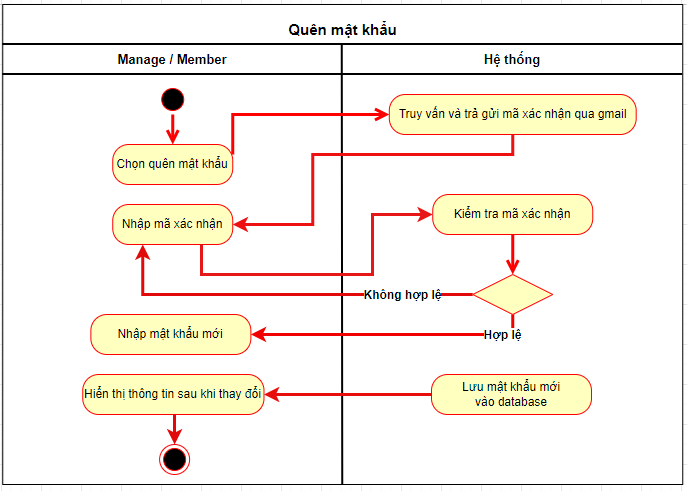 Quên mật khẩu
Manage / Member
Hệ thống
Truy vấn và trả gửi mã xác nhận qua gmail
Chọn quên mật khẩu
Nhập mã xác nhận
Kiểm tra mã xác nhận
Không hợp lệ
Hợp lệ
Nhập mật khẩu mới
Hiển thị thông tin sau khi thay đổi
Lưu mật khẩu mới
vào database